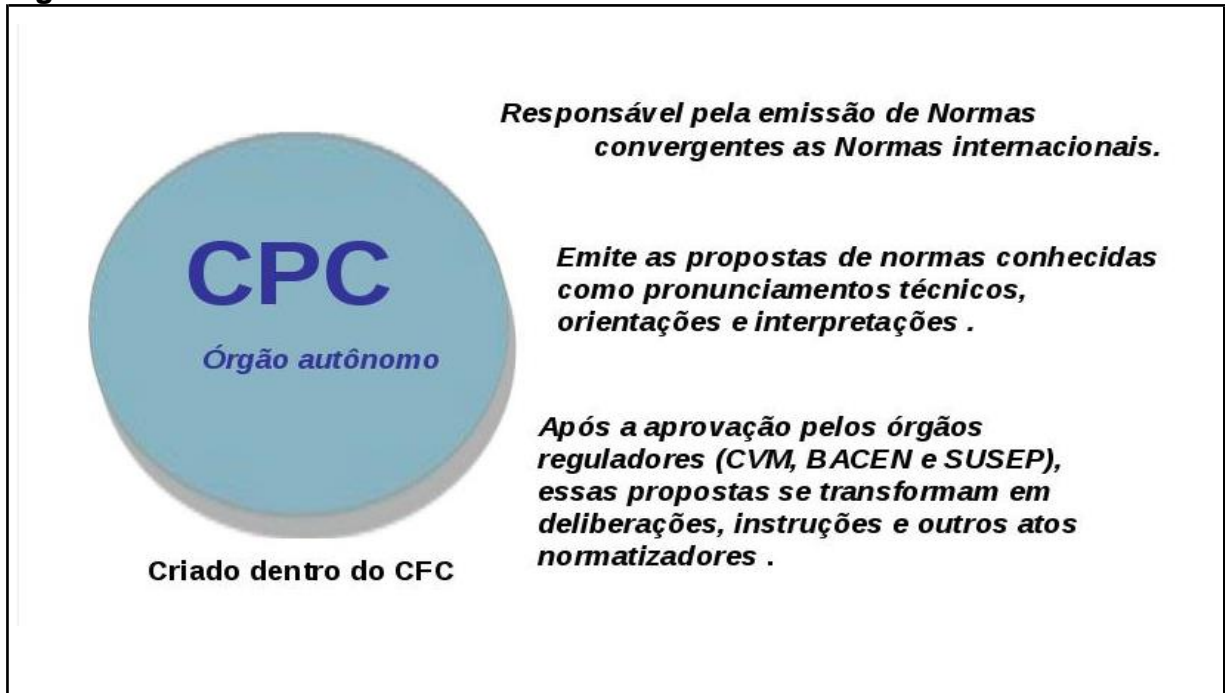 CPC
Órgão autônomo
Criado dentro do CFC
Responsável pela emissão de Normas
convergentes as Normas internacionais.
Emite as propostas de normas conhecidas
como pronunciamentos técnicos,
orientações e interpretações .
Após a aprovação pelos órgãos
reguladores (CVM, BACEN e SUSEP),
essas propostas se transformam em
deliberações, instruções e outros atos
normatizadores .